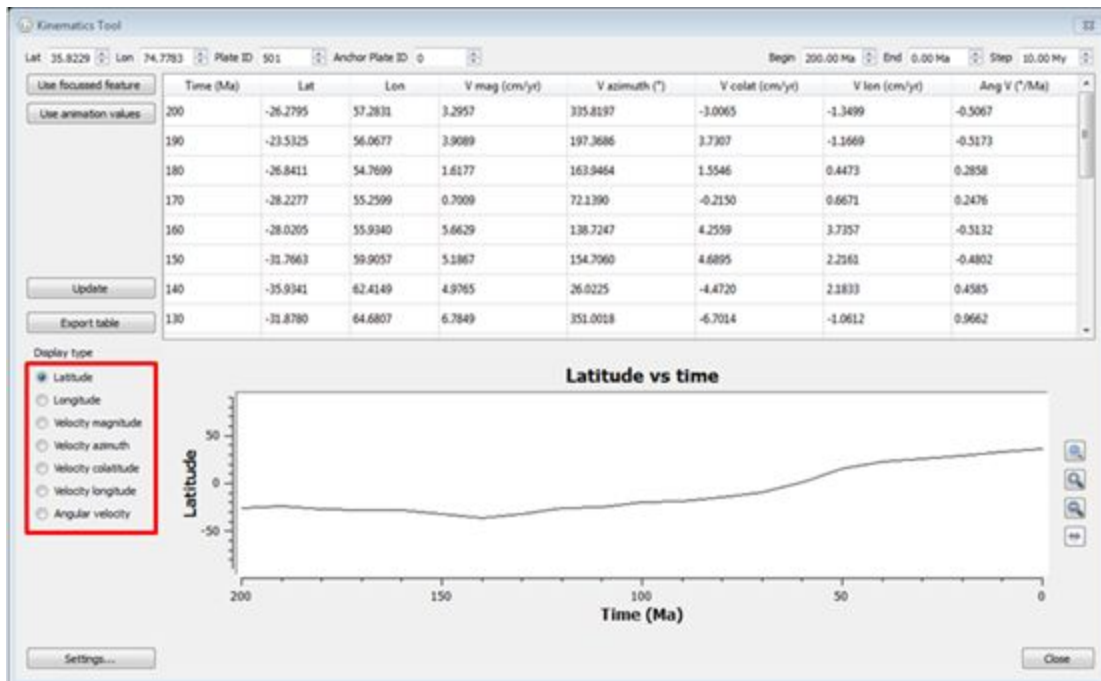 Kinematics Tool
Lat 35.8229 Lon 74.7783 Plate ID 501 Anchor Plate ID 0 Begin 200.00 Ma End 0.00 Ma Step 10.00 My
Use focussed feature
Use animation values
Time (Ma) Lat Lon V mag (cm/yr) V azimuth (°) V colat (cm/yr) V lon (cm/yr) Ang V (°/Ma)
200 -26.2795 57.2831 3.2957 335.8197 -3.0065 -1.3499 -0.5067
190 -23.5325 56.0677 3.9089 197.3686 3.7307 -1.1669 -0.5173
180 -26.8411 54.7699 1.6177 163.9464 1.5546 0.4473 0.2858
170 -28.2277 55.2599 0.7009 72.1390 -0.2150 0.6671 0.2476
160 -28.0205 55.9340 5.6629 138.7247 4.2559 3.7357 -0.5132
150 -31.7663 59.9057 5.1867 154.7060 4.6895 2.2161 -0.4802
140 -35.9341 62.4149 4.9765 26.0225 -4.4720 2.1833 0.4585
130 -31.8780 64.6807 6.7849 351.0018 -6.7014 -1.0612 0.9662
Update
Export table
Display type
Latitude
Longitude
Velocity magnitude
Velocity azimuth
Velocity colatitude
Velocity longitude
Angular velocity
Latitude vs time
Latitude
50
0
-50
200 150 100 50 0
Time (Ma)
Settings...
Close